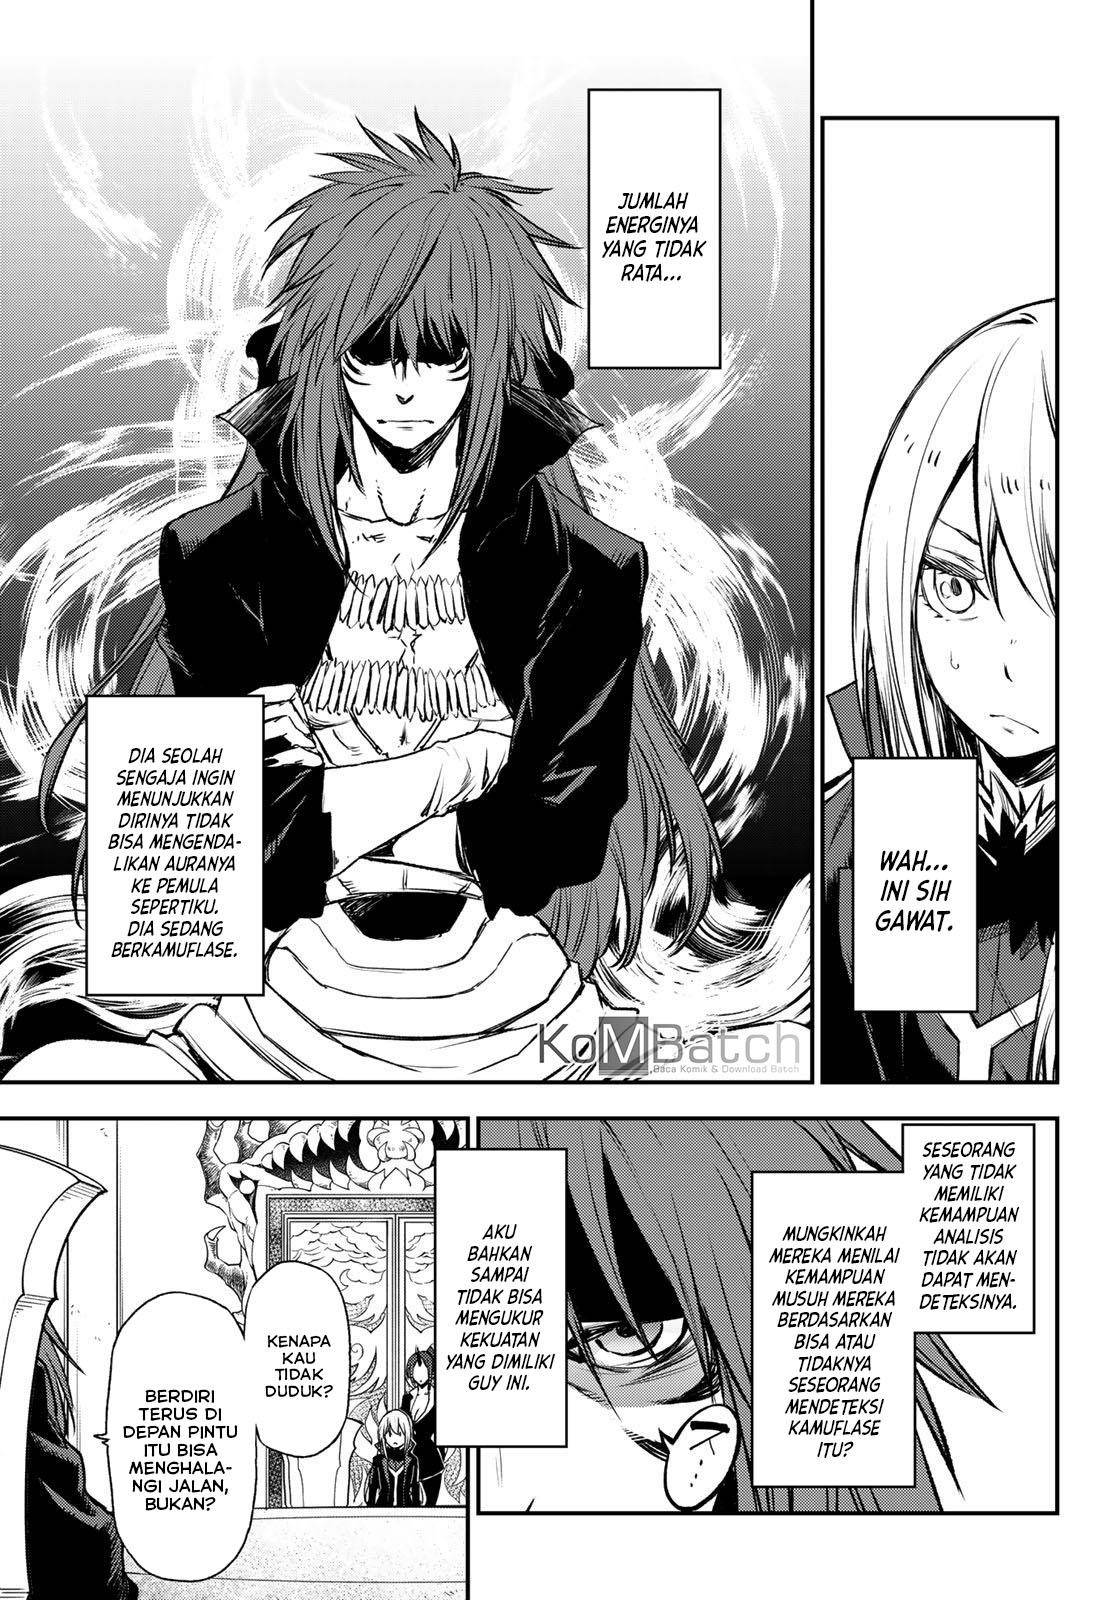 WAH...
INI SIH
GAWAT.
JUMLAH
ENERGINYA
YANG TIDAK
RATA...
DIA SEOLAH
SENGAJA INGIN
MENUNJUKKAN
DIRINYA TIDAK
BISA MENGENDA-
LIKAN AURANYA
KE PEMULA
SEPERTIKU.
DIA SEDANG
BERKAMUFLASE.
KoMBatch
Baca Komik & Download Batch
SESEORANG
YANG TIDAK
MEMILIKI
KEMAMPUAN
ANALISIS
TIDAK AKAN
DAPAT MEN-
DETEKSINYA.
MUNGKINKAH
MEREKA MENILAI
KEMAMPUAN
MUSUH MEREKA
BERDASARKAN
BISA ATAU
TIDAKNYA
SESEORANG
MENDETEKSI
KAMUFLASE
ITU?
AKU
BAHKAN
SAMPAI
TIDAK BISA
MENGUKUR
KEKUATAN
YANG DIMILIKI
GUY INI.
KENAPA
KAU
TIDAK
DUDUK?
BERDIRI
TERUS DI
DEPAN PINTU
ITU BISA
MENGHALA-
NGI JALAN,
BUKAN?